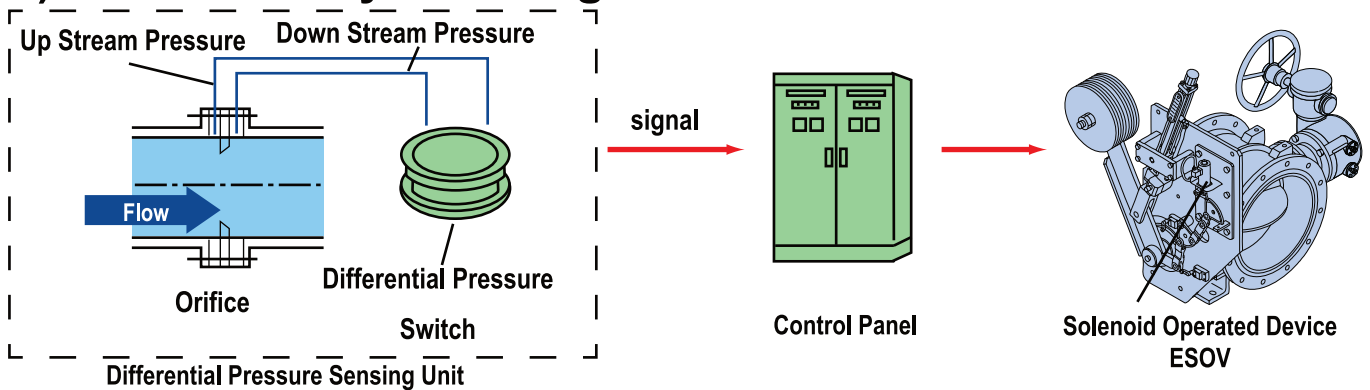 Up Stream Pressure
Down Stream Pressure
signal
Flow
Orifice
Differential Pressure
Switch
Differential Pressure Sensing Unit
Control Panel
Solenoid Operated Device
ESOV